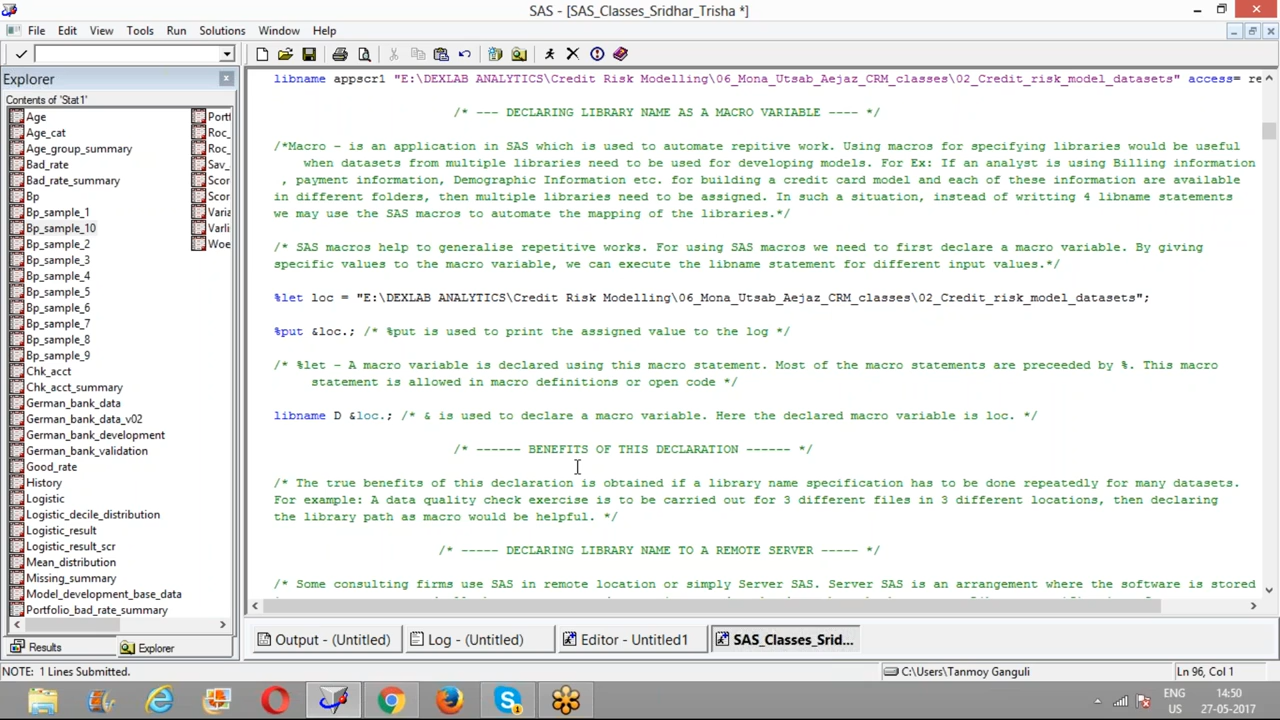 SAS - [SAS_Classes_Sridhar_Trisha *]
File Edit View Tools Run Solutions Window Help
Explorer
Contents of 'Stat1'
Age
Age_cat
Age_group_summary
Bad_rate
Bad_rate_summary
Bp
Bp_sample_1
Bp_sample_10
Bp_sample_2
Bp_sample_3
Bp_sample_4
Bp_sample_5
Bp_sample_6
Bp_sample_7
Bp_sample_8
Bp_sample_9
Chk_acct
Chk_acct_summary
German_bank_data
German_bank_data_v02
German_bank_development
German_bank_validation
Good_rate
History
Logistic
Logistic_decile_distribution
Logistic_result
Logistic_result_scr
Mean_distribution
Missing_summary
Model_development_base_data
Portfolio_bad_rate_summary
Portf
Roc_
Roc_
Sav_
Scor
Scor
Varia
Varli
Woe
libname appscr1 "E:\DEXLAB ANALYTICS\Credit Risk Modelling\06_Mona_Utsab_Aejaz_CRM_classes\02_Credit_risk_model_datasets" access= re
/* --- DECLARING LIBRARY NAME AS A MACRO VARIABLE ---- */
/*Macro - is an application in SAS which is used to automate repitive work. Using macros for specifying libraries would be useful
when datasets from multiple libraries need to be used for developing models. For Ex: If an analyst is using Billing information
, payment information, Demographic Information etc. for building a credit card model and each of these information are available
in different folders, then multiple libraries need to be assigned. In such a situation, instead of writting 4 libname statements
we may use the SAS macros to automate the mapping of the libraries.*/
/* SAS macros help to generalise repetitive works. For using SAS macros we need to first declare a macro variable. By giving
specific values to the macro variable, we can execute the libname statement for different input values.*/
%let loc = "E:\DEXLAB ANALYTICS\Credit Risk Modelling\06_Mona_Utsab_Aejaz_CRM_classes\02_Credit_risk_model_datasets";
%put &loc.; /* %put is used to print the assigned value to the log */
/* %let - A macro variable is declared using this macro statement. Most of the macro statements are preceeded by %. This macro
statement is allowed in macro definitions or open code */
libname D &loc.; /* & is used to declare a macro variable. Here the declared macro variable is loc. */
/* ------ BENEFITS OF THIS DECLARATION ------ */
/* The true benefits of this declaration is obtained if a library name specification has to be done repeatedly for many datasets.
For example: A data quality check exercise is to be carried out for 3 different files in 3 different locations, then declaring
the library path as macro would be helpful. */
/* ----- DECLARING LIBRARY NAME TO A REMOTE SERVER ----- */
/* Some consulting firms use SAS in remote location or simply Server SAS. Server SAS is an arrangement where the software is stored
Results Explorer
Output - (Untitled) Log - (Untitled) Editor - Untitled1 SAS_Classes_Srid...
NOTE: 1 Lines Submitted. C:\Users\Tanmoy Ganguli Ln 96, Col 1
ENG 14:50
US 27-05-2017